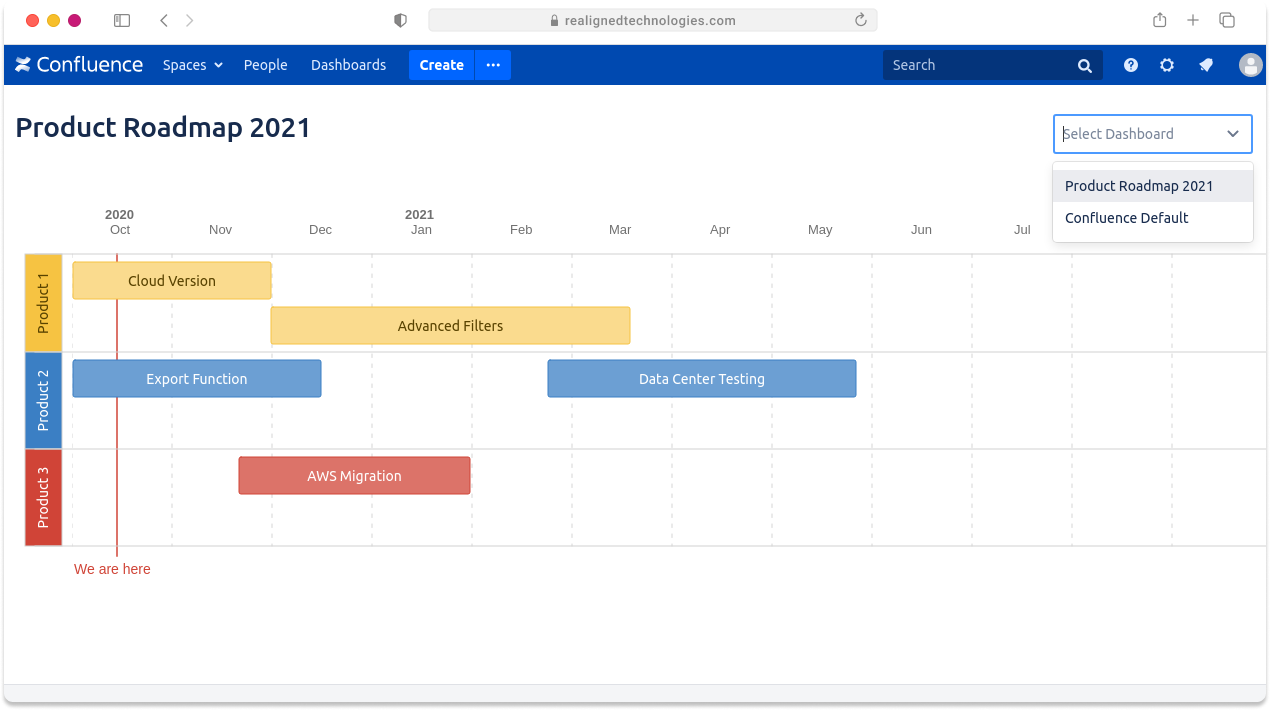 realignedtechnologies.com
Confluence Spaces People Dashboards Create ··· Search
Product Roadmap 2021
Select Dashboard
Product Roadmap 2021
Confluence Default
2020 2021
Oct Nov Dec Jan Feb Mar Apr May Jun Jul
Product 1
Cloud Version
Advanced Filters
Product 2
Export Function Data Center Testing
Product 3
AWS Migration
We are here